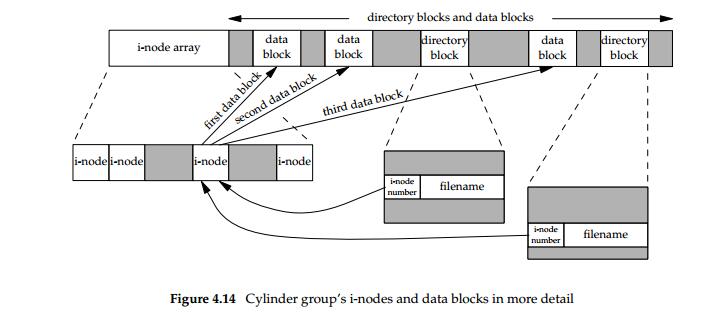 directory blocks and data blocks
i-node array
data
block
data
block
directory
block
data
block
directory
block
first data block
second data block
third data block
i-node
i-node
i-node
i-node
i-node
number
filename
i-node
number
filename
Figure 4.14 Cylinder group's i-nodes and data blocks in more detail